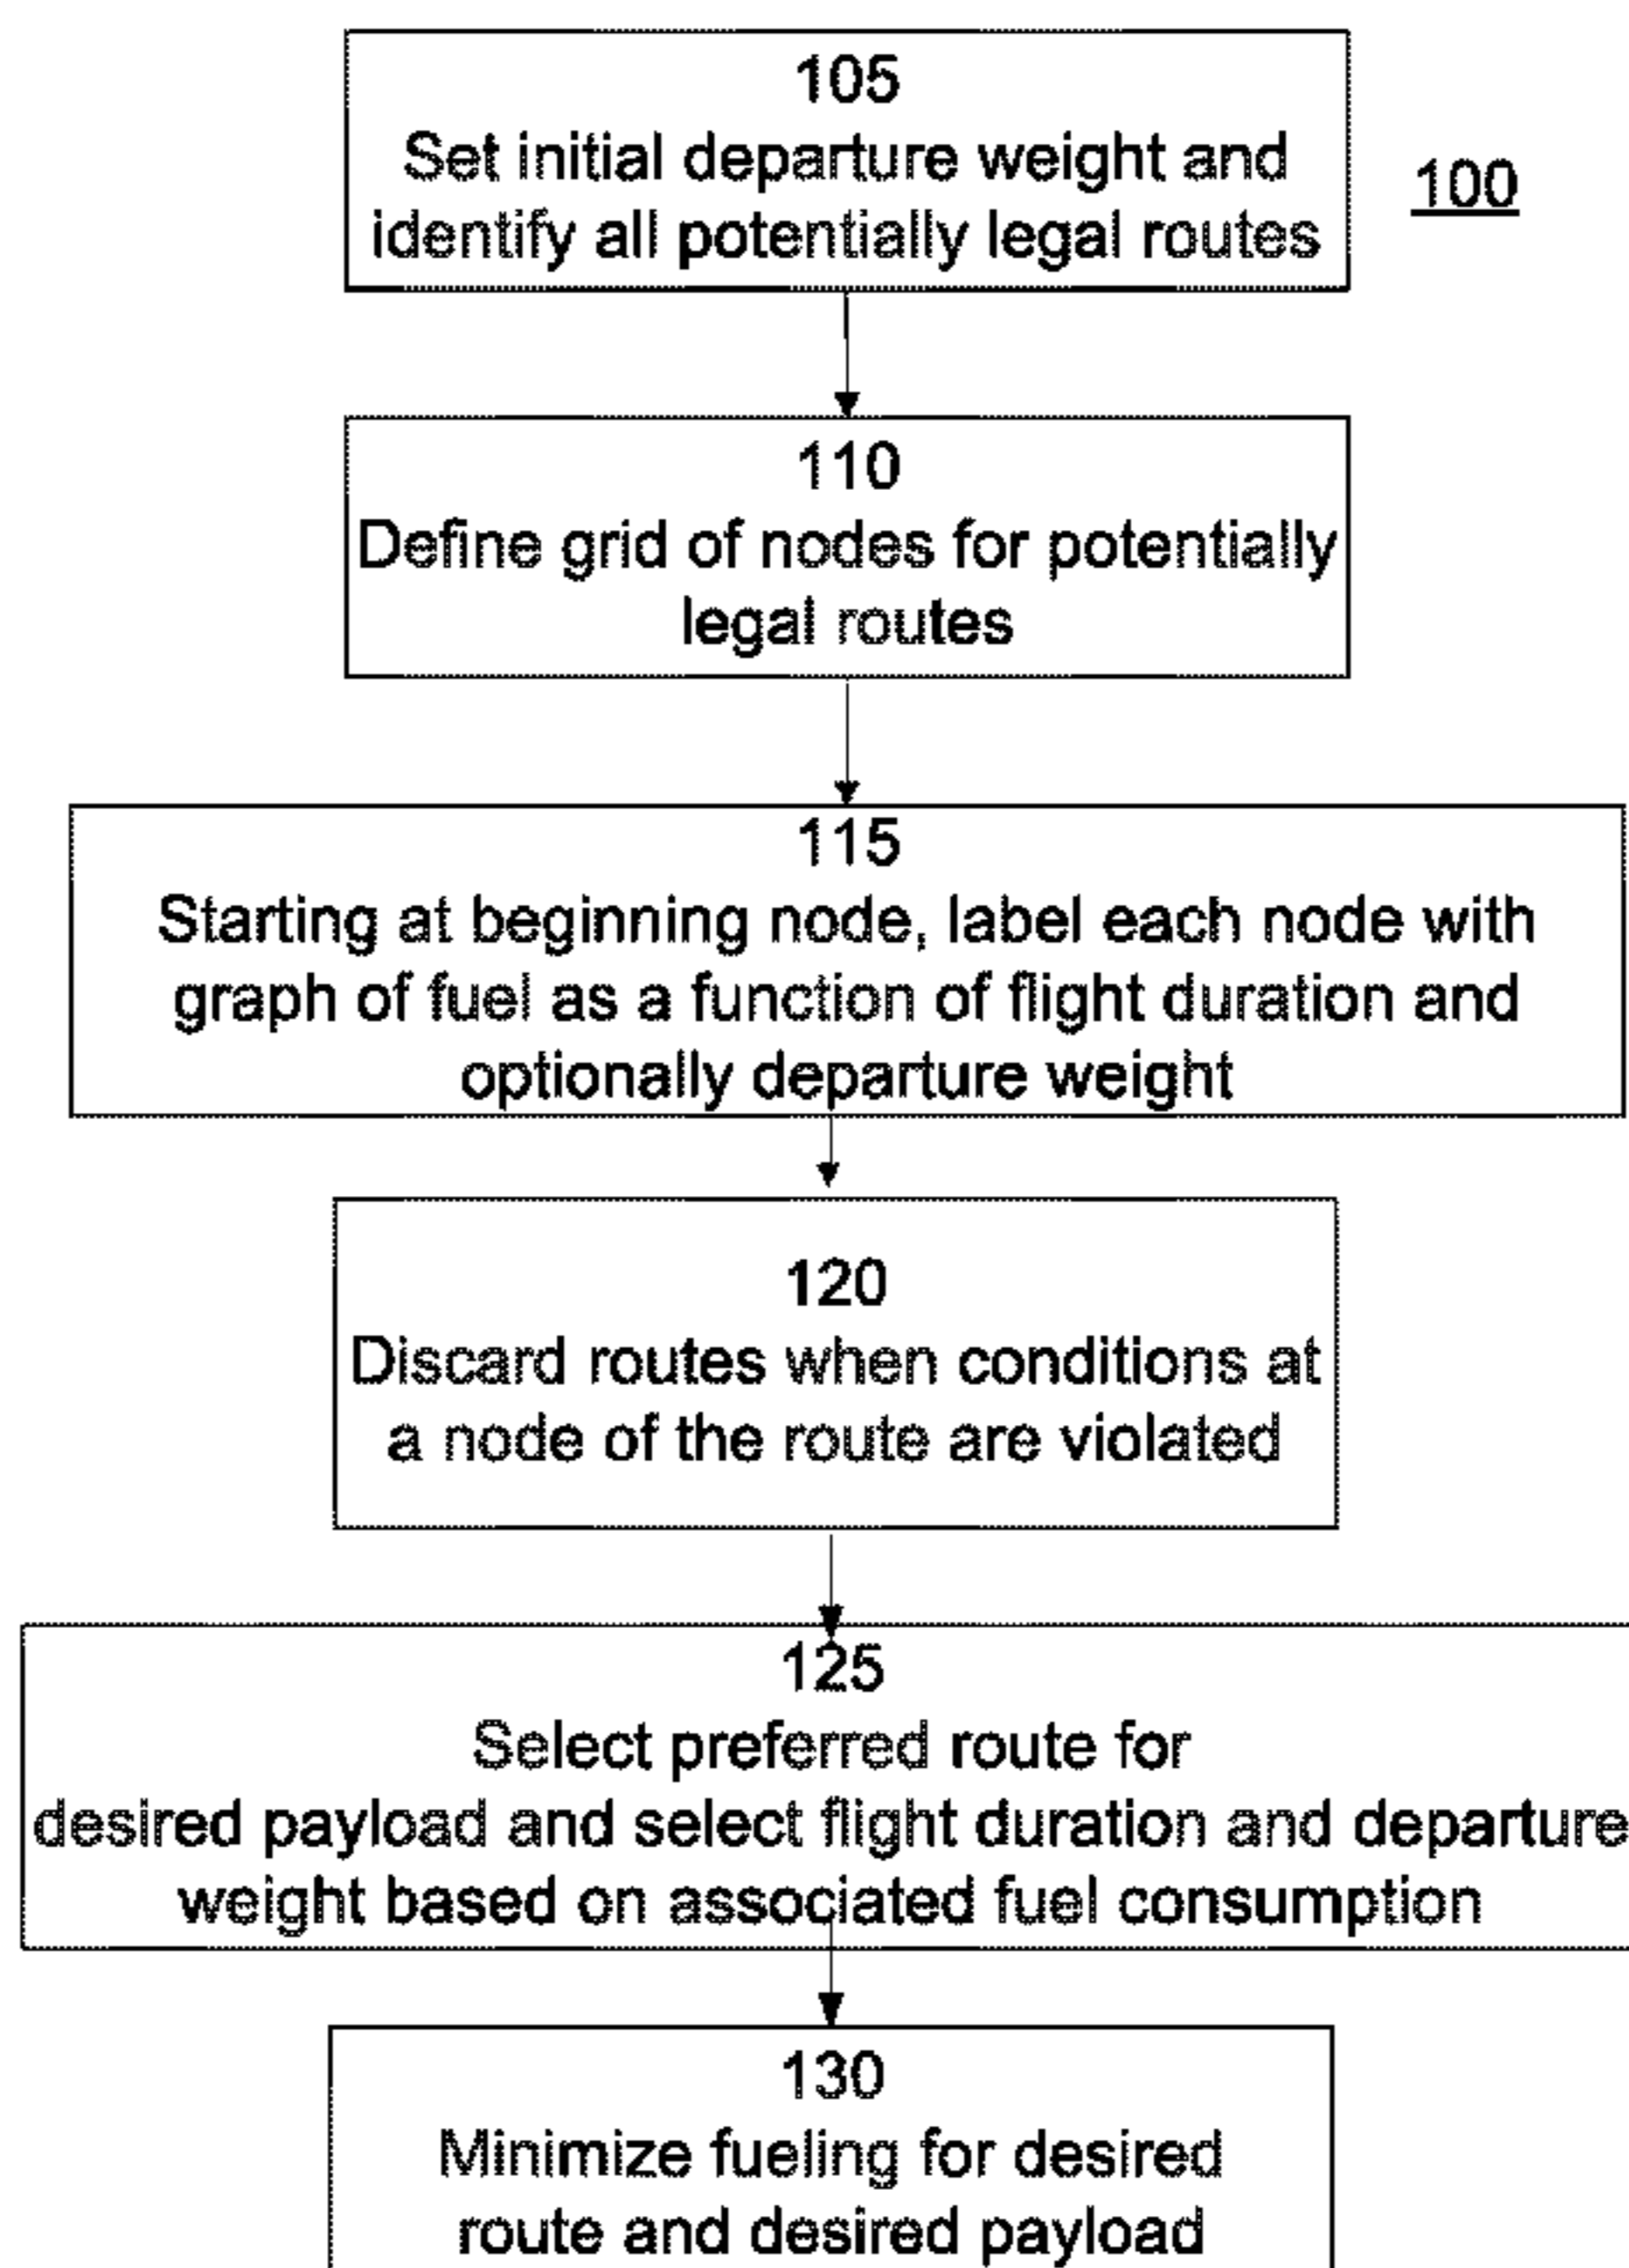 105
Set initial departure weight and
identify all potentially legal routes
100
110
Define grid of nodes for potentially
legal routes
115
Starting at beginning node, label each node with
graph of fuel as a function of flight duration and
optionally departure weight
120
Discard routes when conditions at
a node of the route are violated
125
Select preferred route for
desired payload and select flight duration and departure
weight based on associated fuel consumption
130
Minimize fueling for desired
route and desired payload